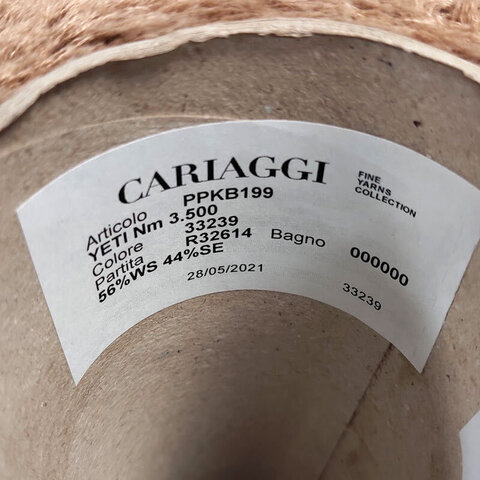 CARIAGGI
FINE
YARNS
COLLECTION
Articolo PPKB199
YETI Nm 3.500
Colore 33239
Partita R32614 Bagno 000000
56%WS 44%SE
28/05/2021
33239